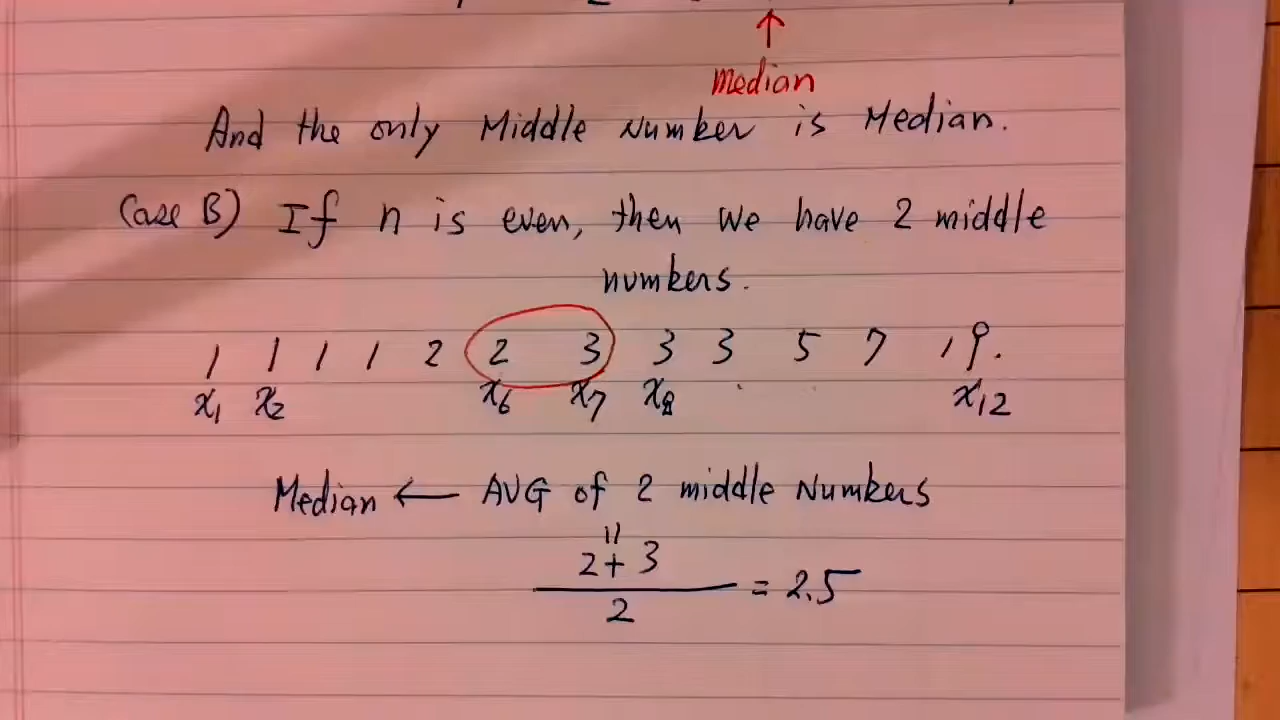 Median
And the only Middle Number is Median.
Case B) If n is even, then we have 2 middle
numbers.
1 1 1 1 2 2 3 3 3 5 7 , 9.
x₁ x₂ x₆ x₇ x₈ x₁₂
Median ← AVG of 2 middle Numbers
"
2+3
2
= 2.5